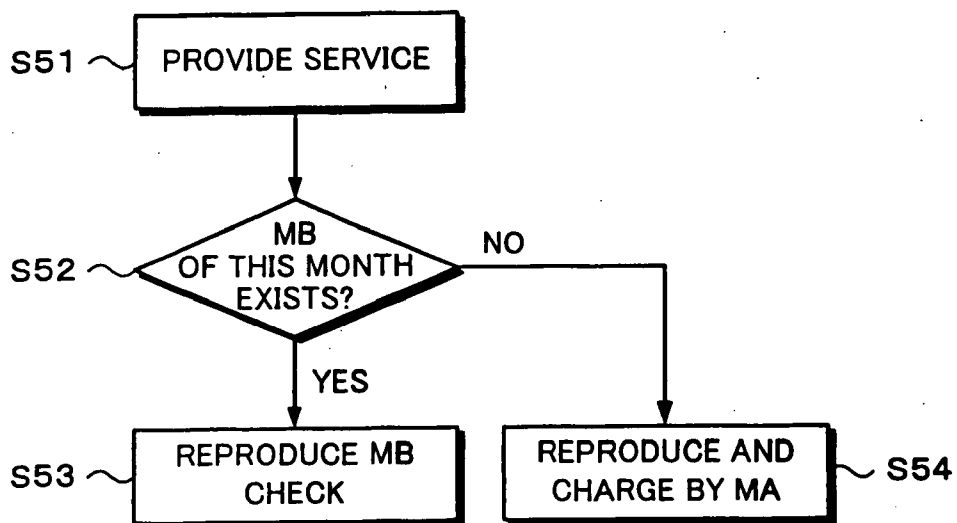 S51
PROVIDE SERVICE
S52
MB
OF THIS MONTH
EXISTS?
NO
YES
S53
REPRODUCE MB
CHECK
REPRODUCE AND
CHARGE BY MA
S54